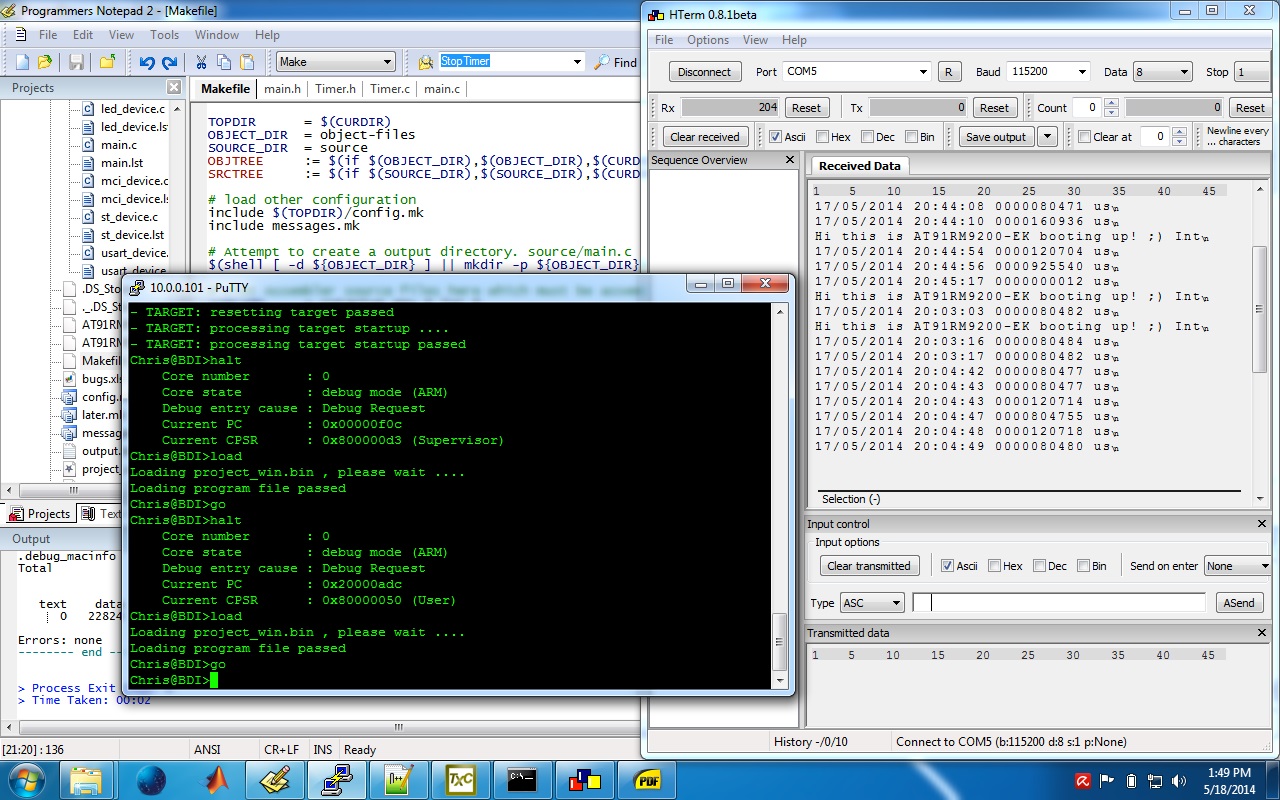 Programmers Notepad 2 - [Makefile]
File Edit View Tools Window Help
Make
StopTimer
Find
Projects
led_device.c
led_device.lst
main.c
main.lst
mci_device.c
mci_device.ls
st_device.c
st_device.lst
usart_device
usart_device
.DS_Sto
._.DS_Sto
AT91RM
AT91RM
Makefil
bugs.xls
config.m
later.ml
messag
output.
project_
Projects
Text
Makefile
main.h
Timer.h
Timer.c
main.c
TOPDIR = $(CURDIR)
OBJECT_DIR = object-files
SOURCE_DIR = source
OBJTREE := $(if $(OBJECT_DIR),$(OBJECT_DIR),$(CURD
SRCTREE := $(if $(SOURCE_DIR),$(SOURCE_DIR),$(CURD
# load other configuration
include $(TOPDIR)/config.mk
include messages.mk
# Attempt to create a output directory. source/main.c
$(shell [ -d ${OBJECT_DIR} ] || mkdir -p ${OBJECT_DIR}
Output
.debug_macinfo
Total
text data
0 22824
Errors: none
-------- end --
> Process Exit
> Time Taken: 00:02
[21:20] : 136
ANSI
CR+LF
INS
Ready
10.0.0.101 - PuTTY
- TARGET: resetting target passed
- TARGET: processing target startup ....
- TARGET: processing target startup passed
Chris@BDI>halt
Core number : 0
Core state : debug mode (ARM)
Debug entry cause : Debug Request
Current PC : 0x00000f0c
Current CPSR : 0x800000d3 (Supervisor)
Chris@BDI>load
Loading project_win.bin , please wait ....
Loading program file passed
Chris@BDI>go
Chris@BDI>halt
Core number : 0
Core state : debug mode (ARM)
Debug entry cause : Debug Request
Current PC : 0x20000adc
Current CPSR : 0x80000050 (User)
Chris@BDI>load
Loading project_win.bin , please wait ....
Loading program file passed
Chris@BDI>go
Chris@BDI>
HTerm 0.8.1beta
File Options View Help
Disconnect Port COM5 R Baud 115200 Data 8 Stop 1
Rx 204 Reset Tx 0 Reset Count 0 0 Reset
Clear received Ascii Hex Dec Bin Save output Clear at 0 Newline every
... characters
Sequence Overview
Received Data
1 5 10 15 20 25 30 35 40 45
17/05/2014 20:44:08 0000080471 us\n
17/05/2014 20:44:10 0000160936 us\n
Hi this is AT91RM9200-EK booting up! ;) Int\n
17/05/2014 20:44:54 0000120704 us\n
17/05/2014 20:44:56 0000925540 us\n
17/05/2014 20:45:17 0000000012 us\n
Hi this is AT91RM9200-EK booting up! ;) Int\n
17/05/2014 20:03:03 0000080482 us\n
Hi this is AT91RM9200-EK booting up! ;) Int\n
17/05/2014 20:03:16 0000080484 us\n
17/05/2014 20:03:17 0000080482 us\n
17/05/2014 20:04:42 0000080477 us\n
17/05/2014 20:04:43 0000080477 us\n
17/05/2014 20:04:43 0000120714 us\n
17/05/2014 20:04:47 0000804755 us\n
17/05/2014 20:04:48 0000120718 us\n
17/05/2014 20:04:49 0000080480 us\n
Selection (-)
Input control
Input options
Clear transmitted Ascii Hex Dec Bin Send on enter None
Type ASC ASend
Transmitted data
1 5 10 15 20 25 30 35 40 45
History -/0/10
Connect to COM5 (b:115200 d:8 s:1 p:None)
TXC
C:\_
PDF
1:49 PM
5/18/2014